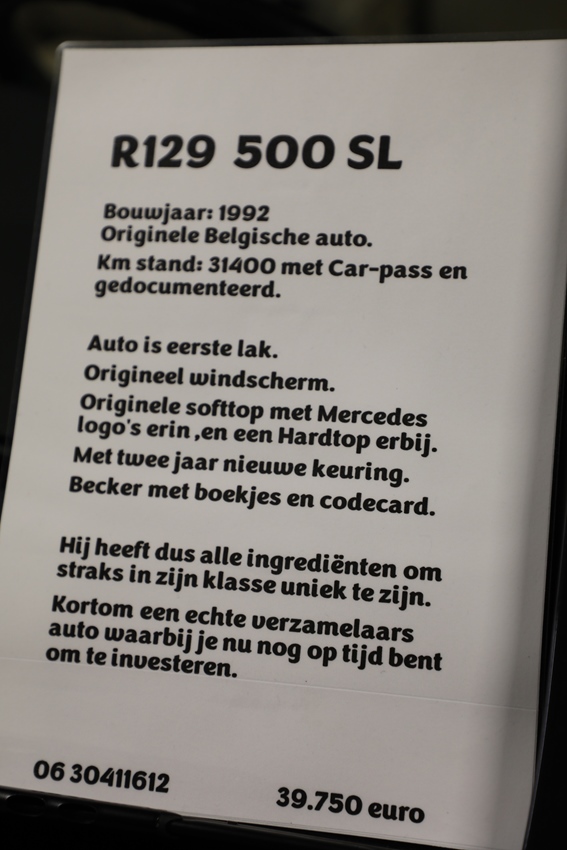 R129 500 SL
Bouwjaar: 1992
Originele Belgische auto.
Km stand: 31400 met Car-pass en
gedocumenteerd.
Auto is eerste lak.
Origineel windscherm.
Originele softtop met Mercedes
logo's erin ,en een Hardtop erbij.
Met twee jaar nieuwe keuring.
Becker met boekjes en codecard.
Hij heeft dus alle ingrediënten om
straks in zijn klasse uniek te zijn.
Kortom een echte verzamelaars
auto waarbij je nu nog op tijd bent
om te investeren.
06 30411612
39.750 euro